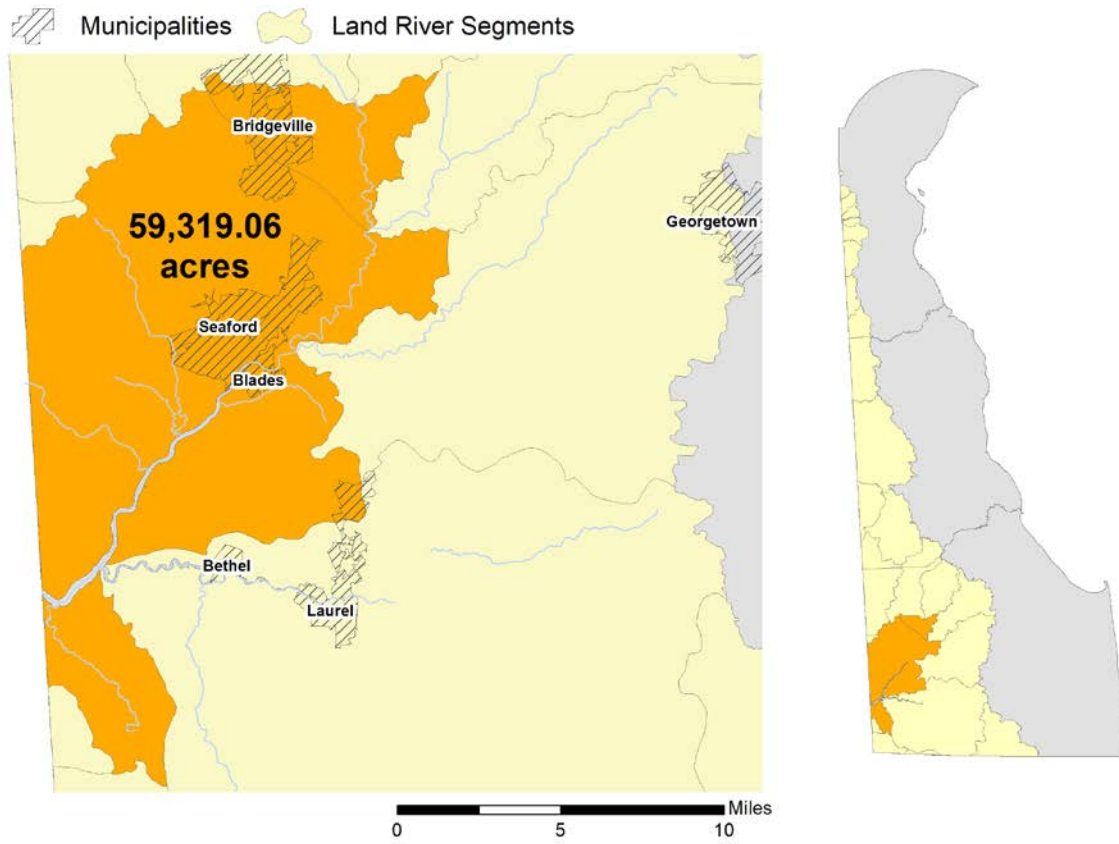 Municipalities
Land River Segments
Bridgeville
59,319.06
acres
Georgetown
Seaford
Blades
Bethel
Laurel
Miles
0 5 10